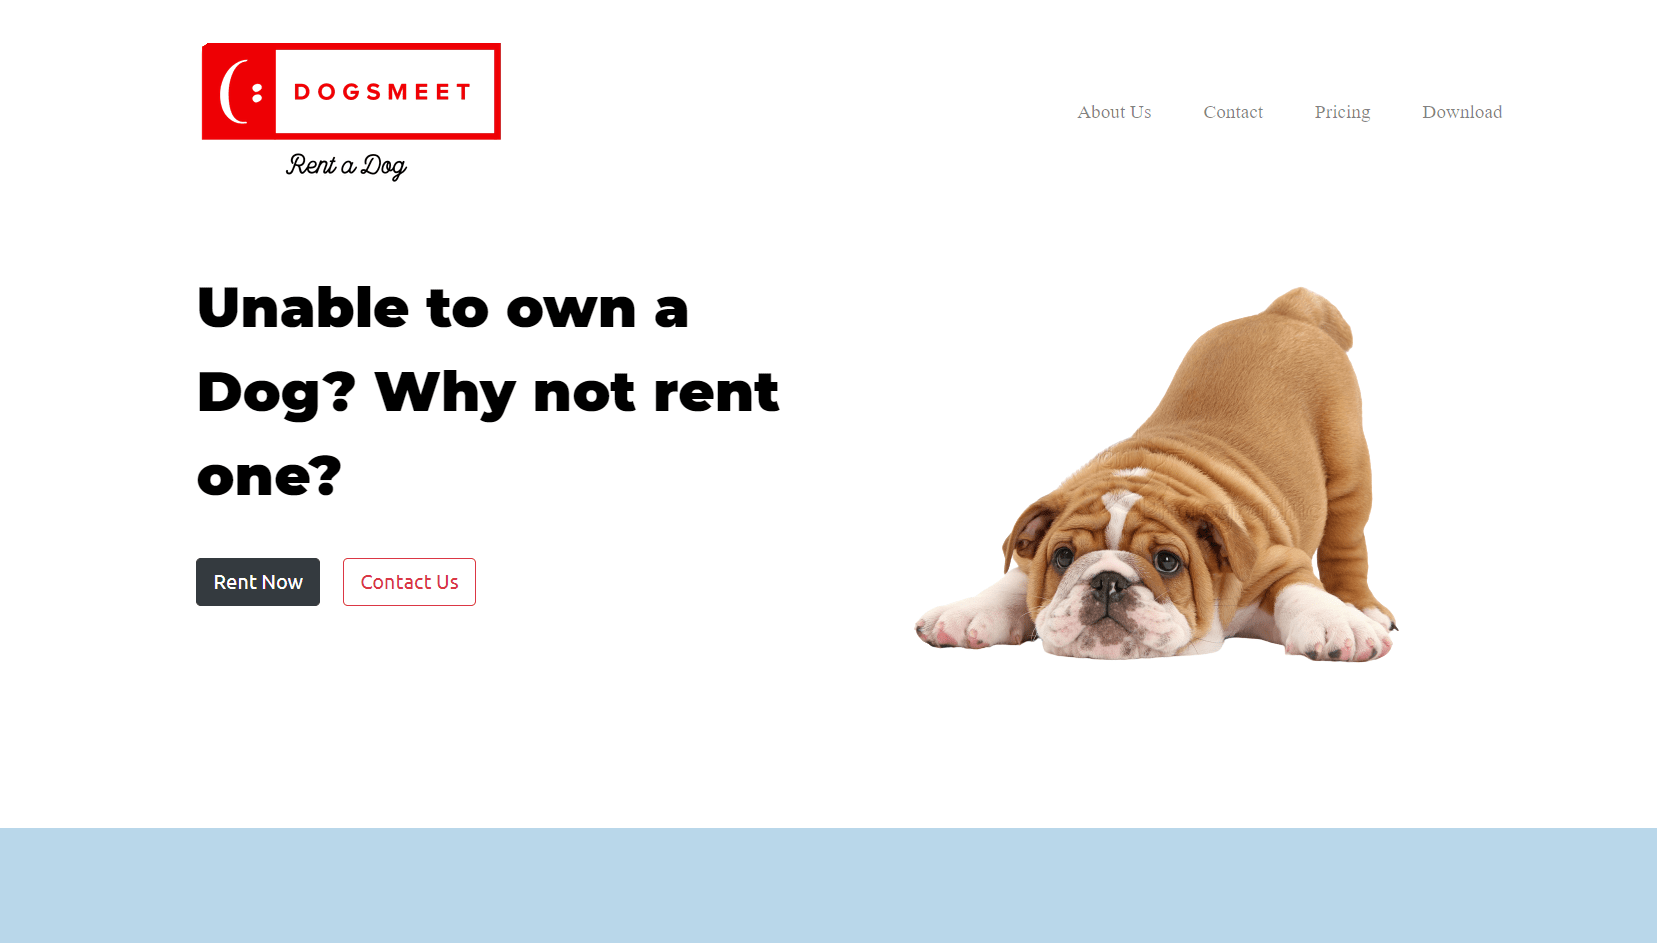 (:
DOGSMEET
Rent a Dog
About Us
Contact
Pricing
Download
Unable to own a
Dog? Why not rent
one?
Rent Now
Contact Us